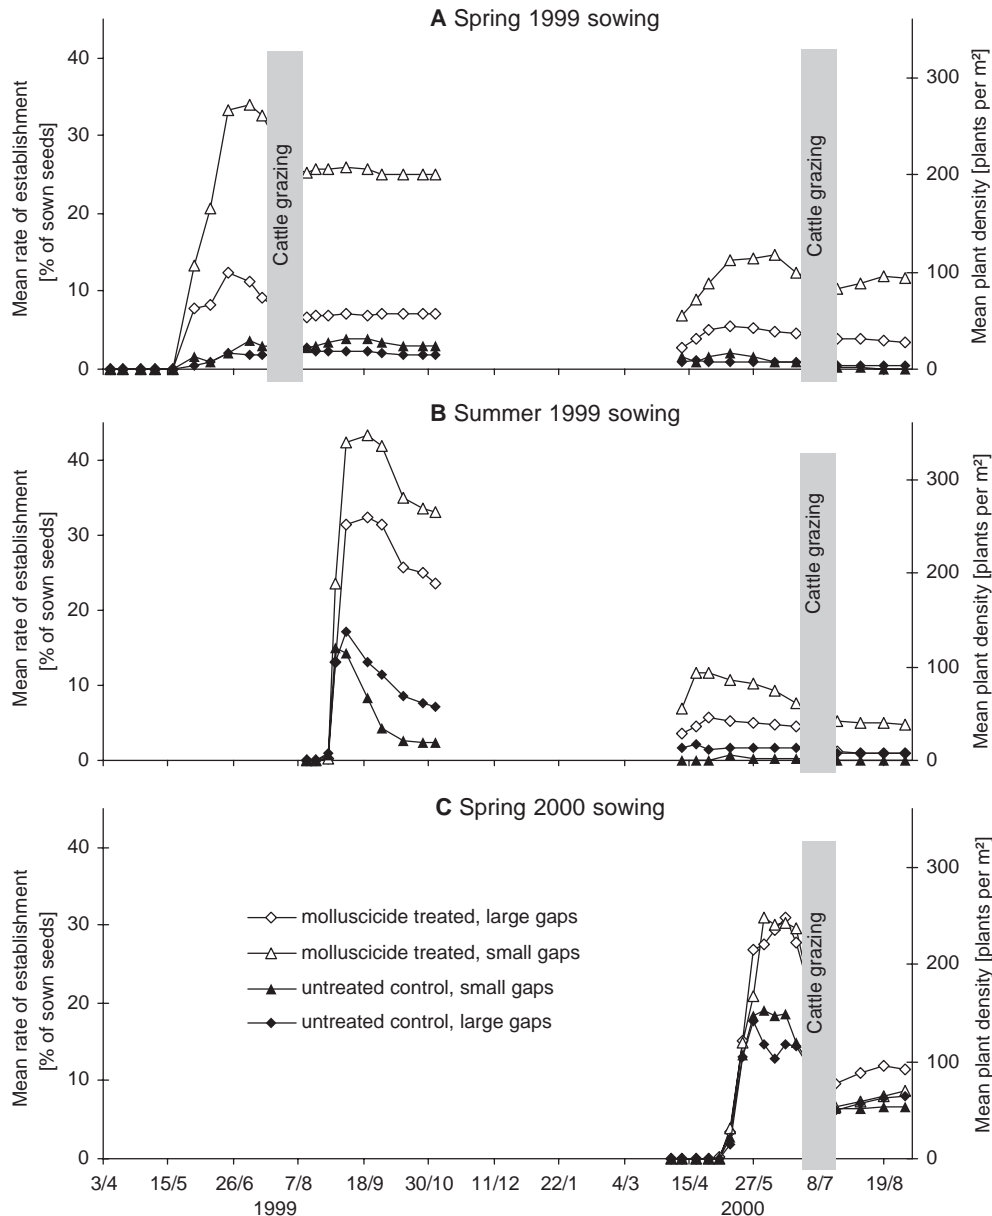 A Spring 1999 sowing
Mean rate of establishment
[% of sown seeds]
40
30
20
10
0
Cattle grazing
Cattle grazing
300
200
100
0
Mean plant density [plants per m²]
B Summer 1999 sowing
Mean rate of establishment
[% of sown seeds]
40
30
20
10
0
Cattle grazing
300
200
100
0
Mean plant density [plants per m²]
C Spring 2000 sowing
Mean rate of establishment
[% of sown seeds]
40
30
20
10
0
molluscicide treated, large gaps
molluscicide treated, small gaps
untreated control, small gaps
untreated control, large gaps
Cattle grazing
300
200
100
0
Mean plant density [plants per m²]
3/4 15/5 26/6 7/8 18/9 30/10 11/12 22/1 4/3 15/4 27/5 8/7 19/8
1999 2000